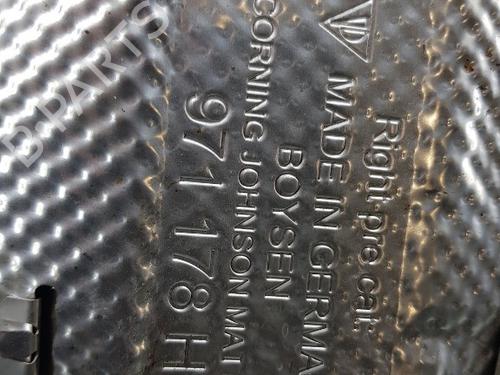 Right pre cat:
MADE IN GERMA
BOYSEN
CORNING JOHNSON MAT
971 178 H
B-PARTS